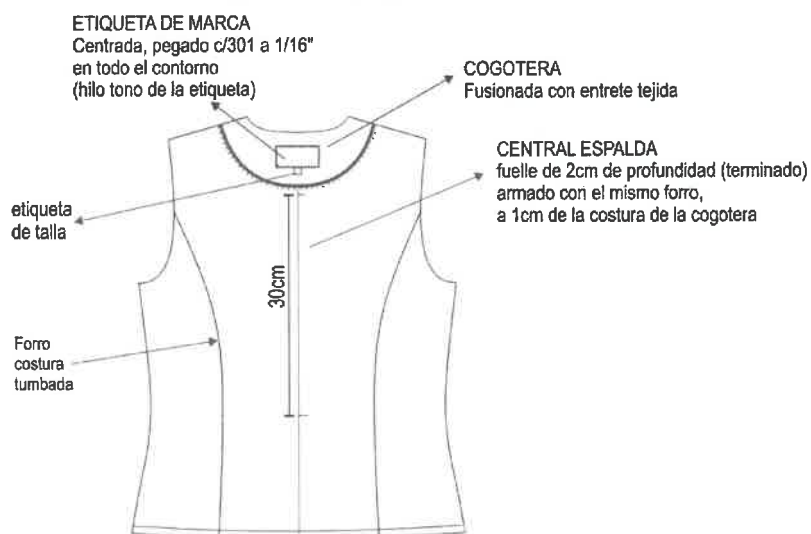 ETIQUETA DE MARCA
Centrada, pegado c/301 a 1/16"
en todo el contorno
(hilo tono de la etiqueta)
COGOTERA
Fusionada con entrete tejida
CENTRAL ESPALDA
fuelle de 2cm de profundidad (terminado)
armado con el mismo forro,
a 1cm de la costura de la cogotera
etiqueta
de talla
30cm
Forro
costura
tumbada